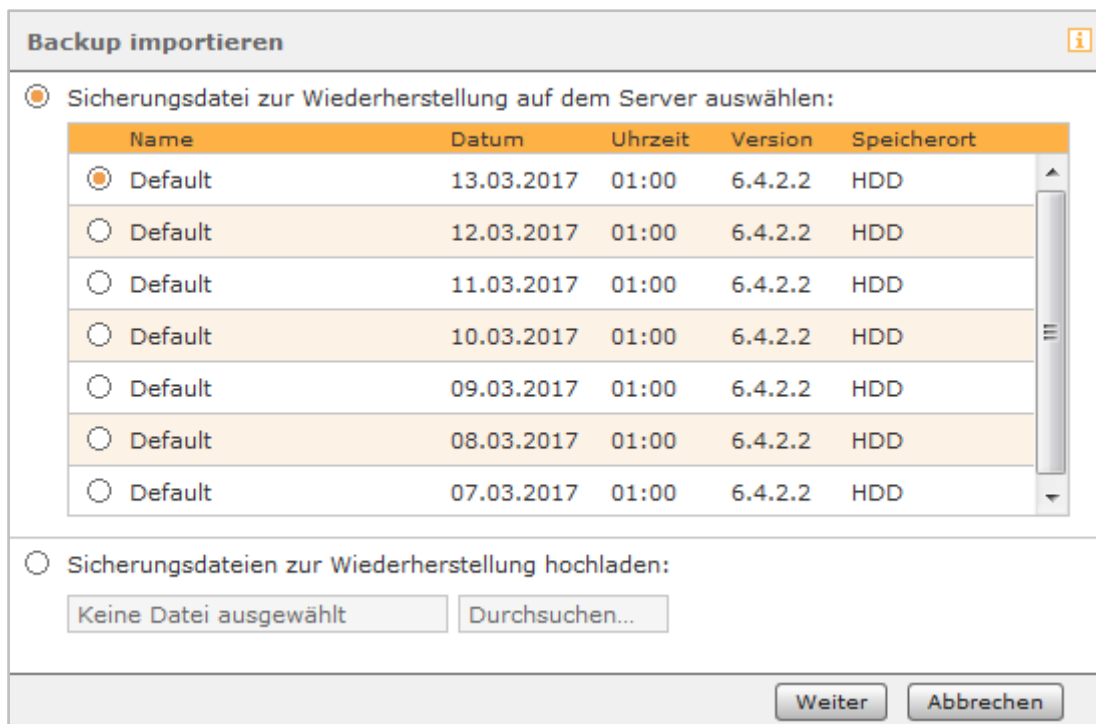 Backup importieren
Sicherungsdatei zur Wiederherstellung auf dem Server auswählen:
Name Datum Uhrzeit Version Speicherort
Default 13.03.2017 01:00 6.4.2.2 HDD
Default 12.03.2017 01:00 6.4.2.2 HDD
Default 11.03.2017 01:00 6.4.2.2 HDD
Default 10.03.2017 01:00 6.4.2.2 HDD
Default 09.03.2017 01:00 6.4.2.2 HDD
Default 08.03.2017 01:00 6.4.2.2 HDD
Default 07.03.2017 01:00 6.4.2.2 HDD
Sicherungsdateien zur Wiederherstellung hochladen:
Keine Datei ausgewählt Durchsuchen...
Weiter Abbrechen